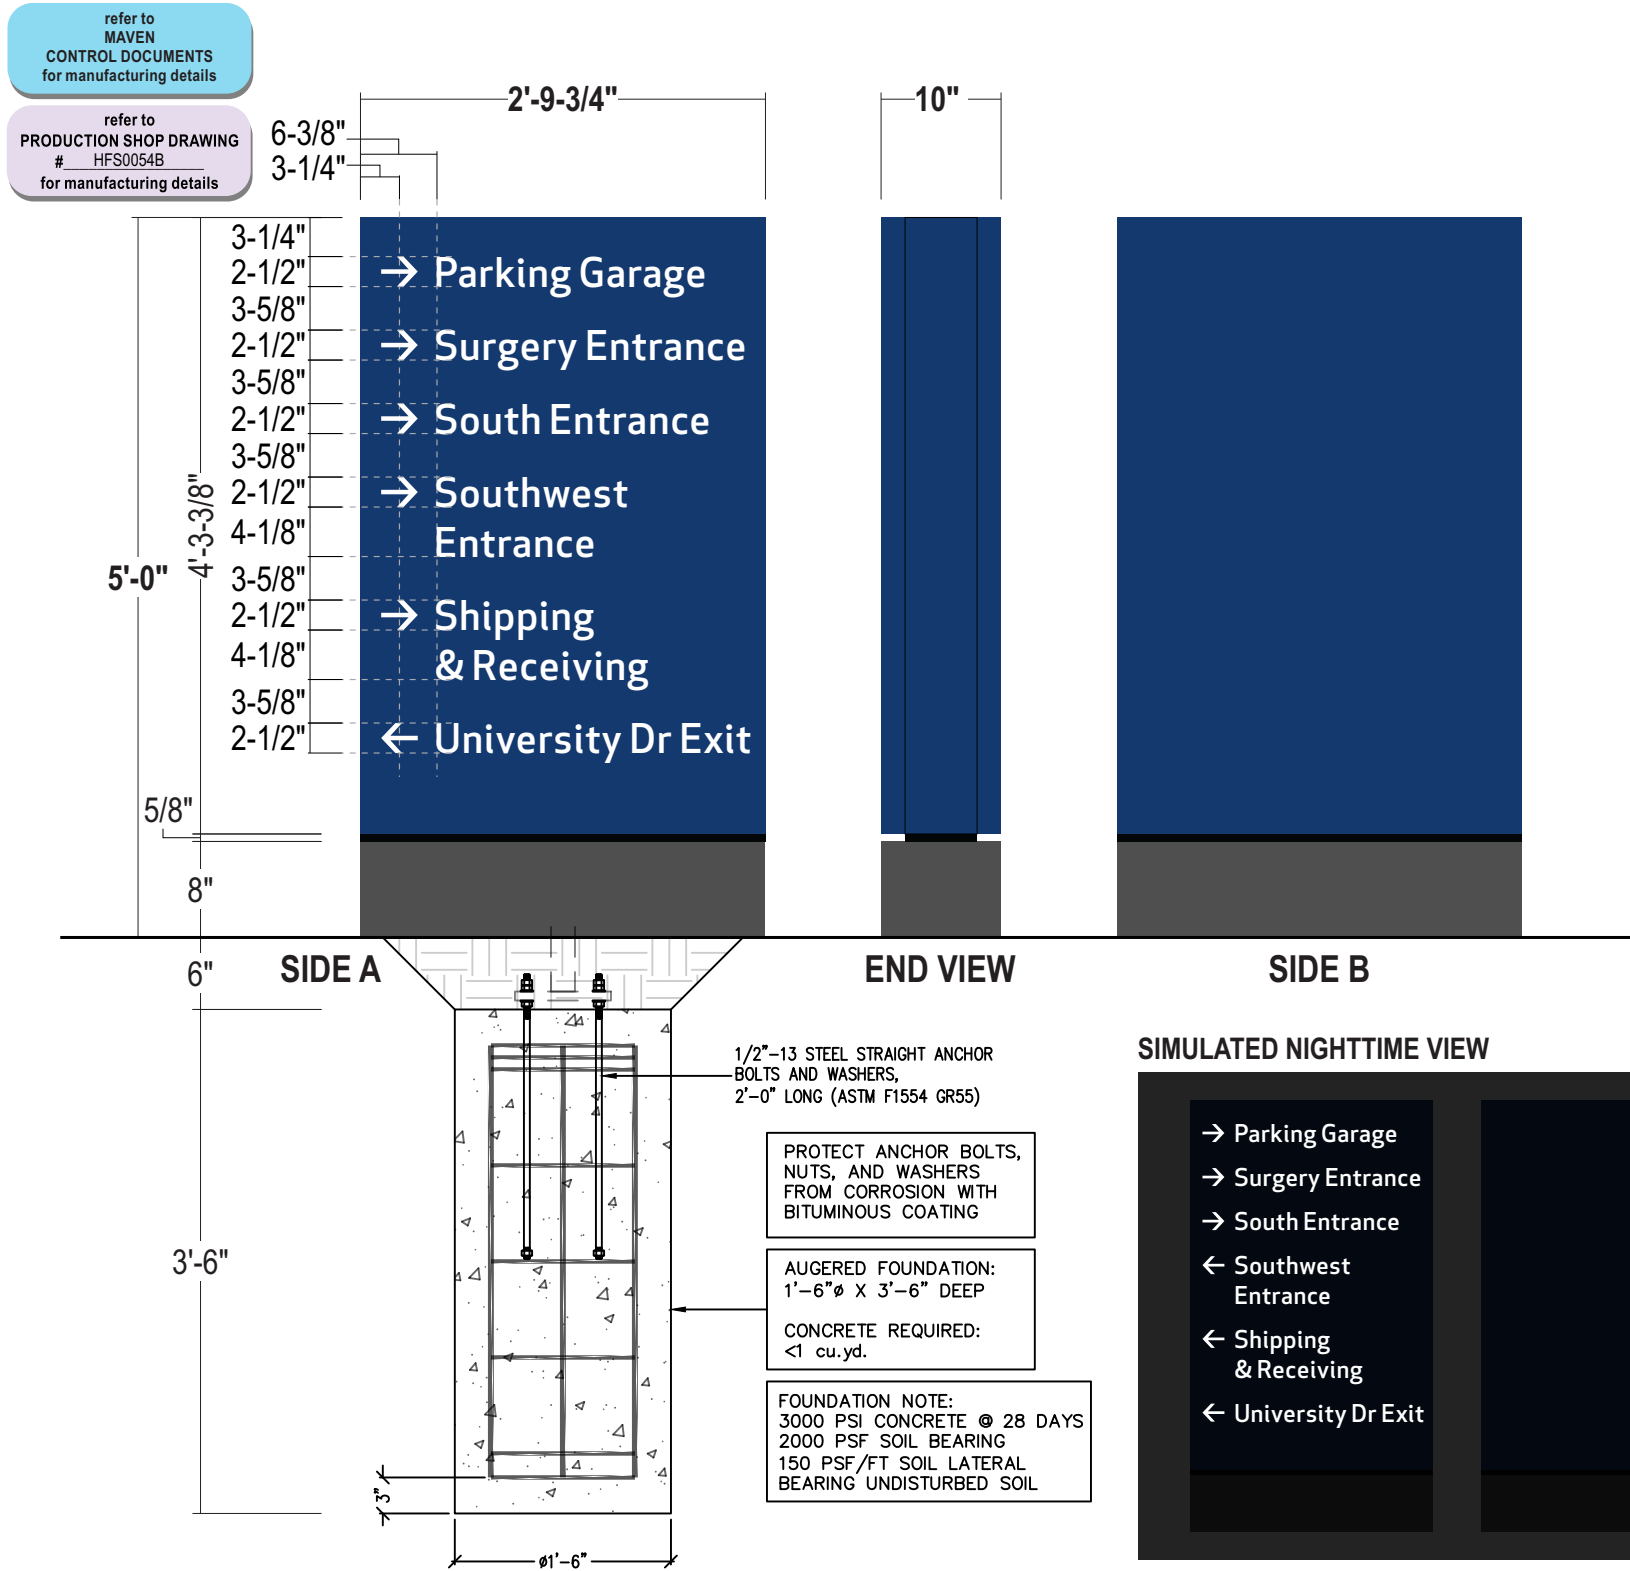 refer to
MAVEN
CONTROL DOCUMENTS
for manufacturing details
refer to
PRODUCTION SHOP DRAWING
# HFS0054B
for manufacturing details
2'-9-3/4"
10"
6-3/8"
3-1/4"
3-1/4"
2-1/2"
3-5/8"
2-1/2"
3-5/8"
2-1/2"
3-5/8"
2-1/2"
4-1/8"
3-5/8"
2-1/2"
4-1/8"
3-5/8"
2-1/2"
4'-3-3/8"
5'-0"
5/8"
8"
6"
3'-6"
→ Parking Garage
→ Surgery Entrance
→ South Entrance
→ Southwest
Entrance
→ Shipping
& Receiving
← University Dr Exit
SIDE A
END VIEW
SIDE B
1/2"-13 STEEL STRAIGHT ANCHOR
BOLTS AND WASHERS,
2'-0" LONG (ASTM F1554 GR55)
PROTECT ANCHOR BOLTS,
NUTS, AND WASHERS
FROM CORROSION WITH
BITUMINOUS COATING
AUGERED FOUNDATION:
1'-6"ø X 3'-6" DEEP
CONCRETE REQUIRED:
<1 cu.yd.
FOUNDATION NOTE:
3000 PSI CONCRETE @ 28 DAYS
2000 PSF SOIL BEARING
150 PSF/FT SOIL LATERAL
BEARING UNDISTURBED SOIL
3"
ø1'-6"
SIMULATED NIGHTTIME VIEW
→ Parking Garage
→ Surgery Entrance
→ South Entrance
← Southwest
Entrance
← Shipping
& Receiving
← University Dr Exit